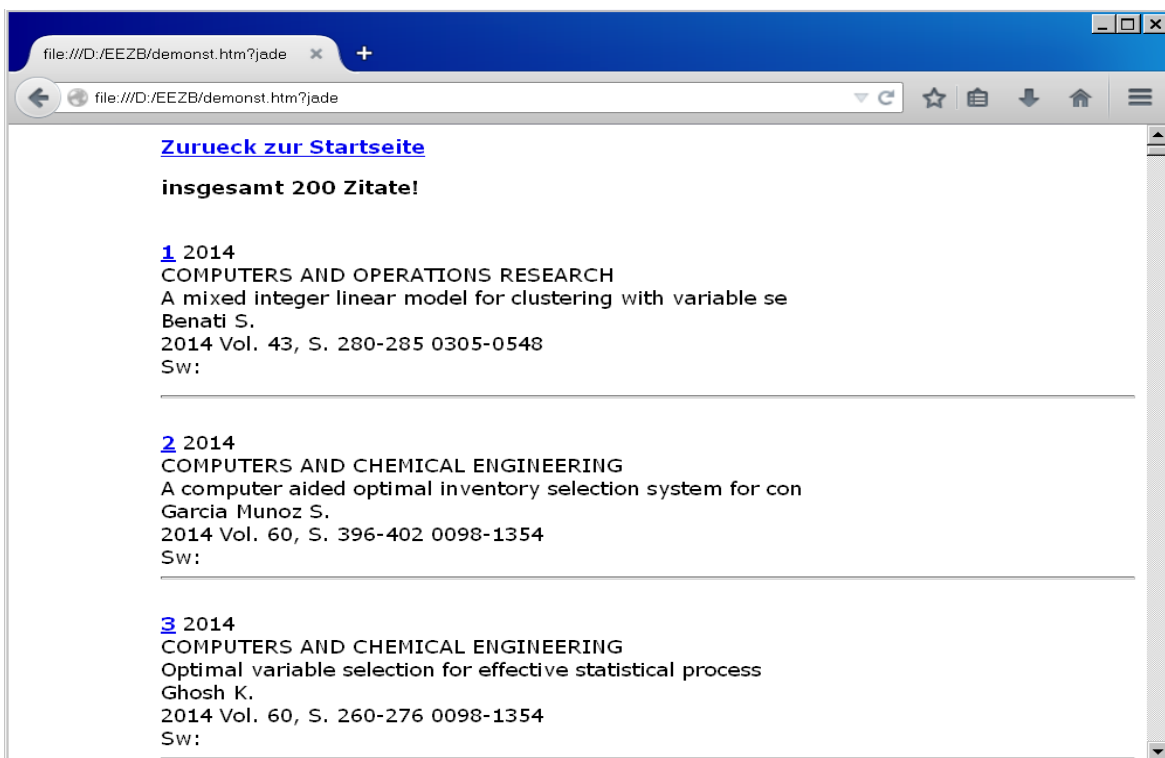 file:///D:/EEZB/demonst.htm?jade
file:///D:/EEZB/demonst.htm?jade
Zurueck zur Startseite
insgesamt 200 Zitate!
1 2014
COMPUTERS AND OPERATIONS RESEARCH
A mixed integer linear model for clustering with variable se
Benati S.
2014 Vol. 43, S. 280-285 0305-0548
Sw:
2 2014
COMPUTERS AND CHEMICAL ENGINEERING
A computer aided optimal inventory selection system for con
Garcia Munoz S.
2014 Vol. 60, S. 396-402 0098-1354
Sw:
3 2014
COMPUTERS AND CHEMICAL ENGINEERING
Optimal variable selection for effective statistical process
Ghosh K.
2014 Vol. 60, S. 260-276 0098-1354
Sw: